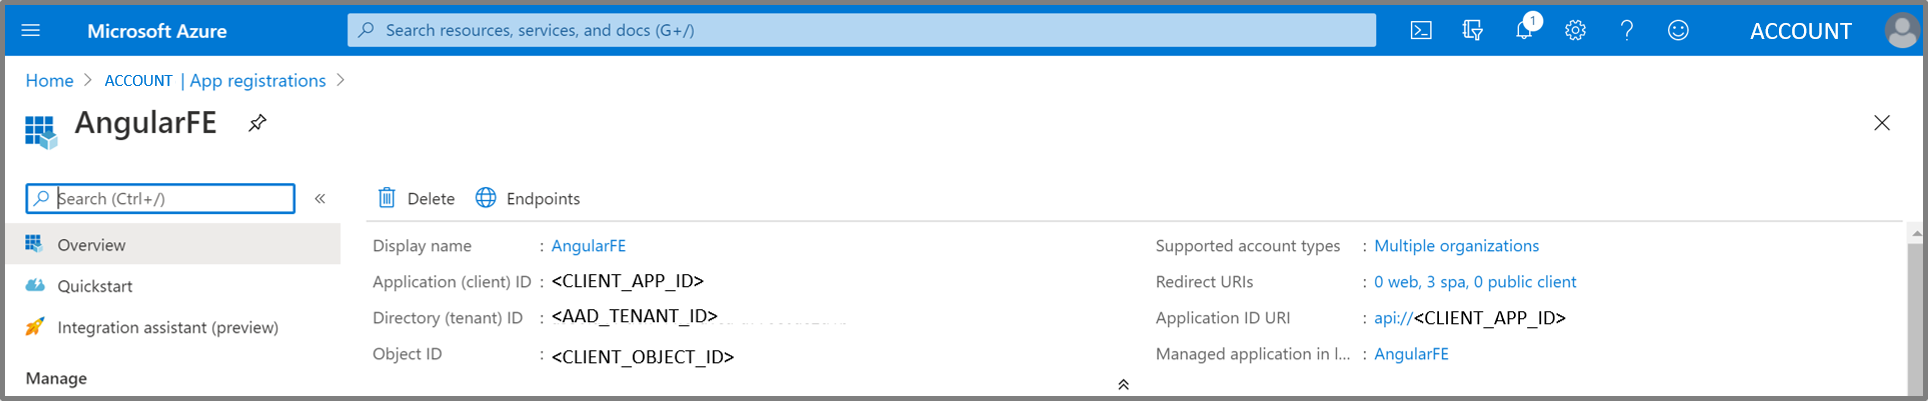 Microsoft Azure
Search resources, services, and docs (G+/)
1
ACCOUNT
Home > ACCOUNT | App registrations >
AngularFE
Search (Ctrl+/)
«
Delete
Endpoints
Overview
Quickstart
Integration assistant (preview)
Manage
Display name : AngularFE
Application (client) ID : <CLIENT_APP_ID>
Directory (tenant) ID : <AAD_TENANT_ID>
Object ID : <CLIENT_OBJECT_ID>
Supported account types : Multiple organizations
Redirect URIs : 0 web, 3 spa, 0 public client
Application ID URI : api://<CLIENT_APP_ID>
Managed application in l... : AngularFE